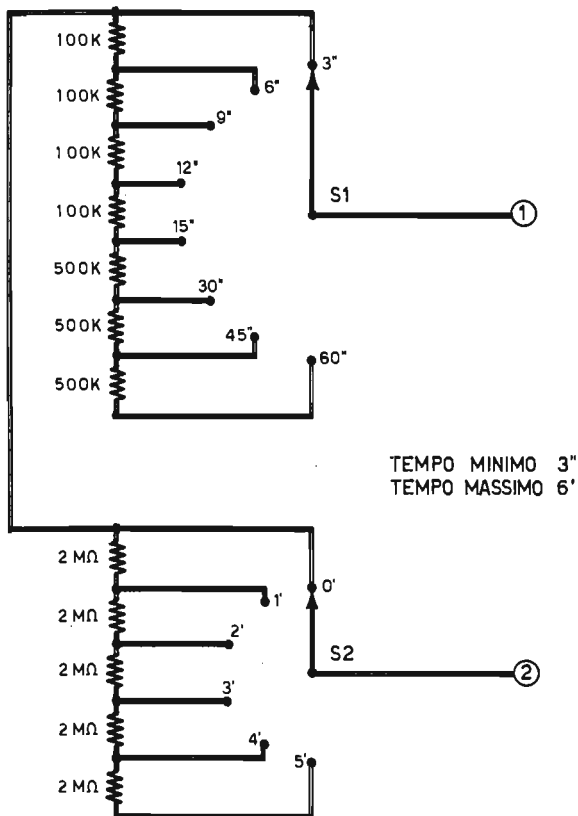 100K
3"
6"
100K
9"
100K
12"
100K
S1
1
15"
500K
30"
500K
45"
60"
500K
TEMPO MINIMO 3"
TEMPO MASSIMO 6'
2 MΩ
0'
1'
2 MΩ
2'
S2
2
2 MΩ
3'
2 MΩ
4'
5'
2 MΩ